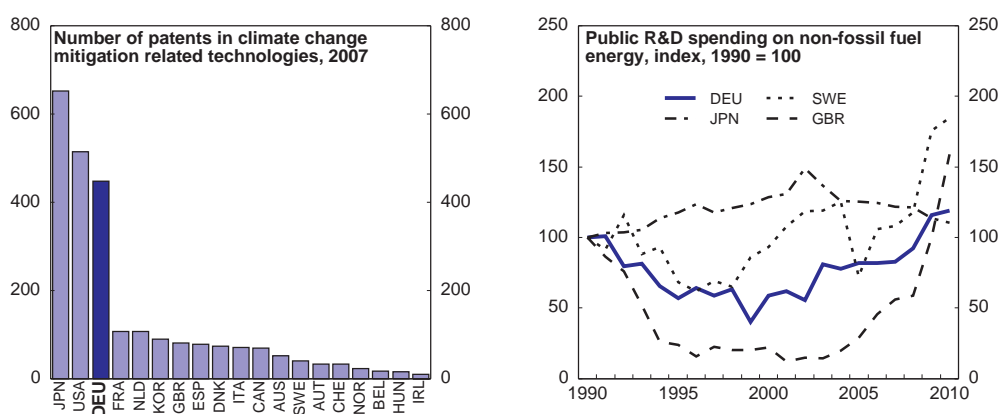 Number of patents in climate change
mitigation related technologies, 2007
800
600
400
200
0
800
600
400
200
0
JPN
USA
DEU
FRA
NLD
KOR
GBR
ESP
DNK
ITA
CAN
AUS
SWE
AUT
CHE
NOR
BEL
HUN
IRL
Public R&D spending on non-fossil fuel
energy, index, 1990 = 100
250
200
150
100
50
0
250
200
150
100
50
0
DEU
SWE
JPN
GBR
1990
1995
2000
2005
2010